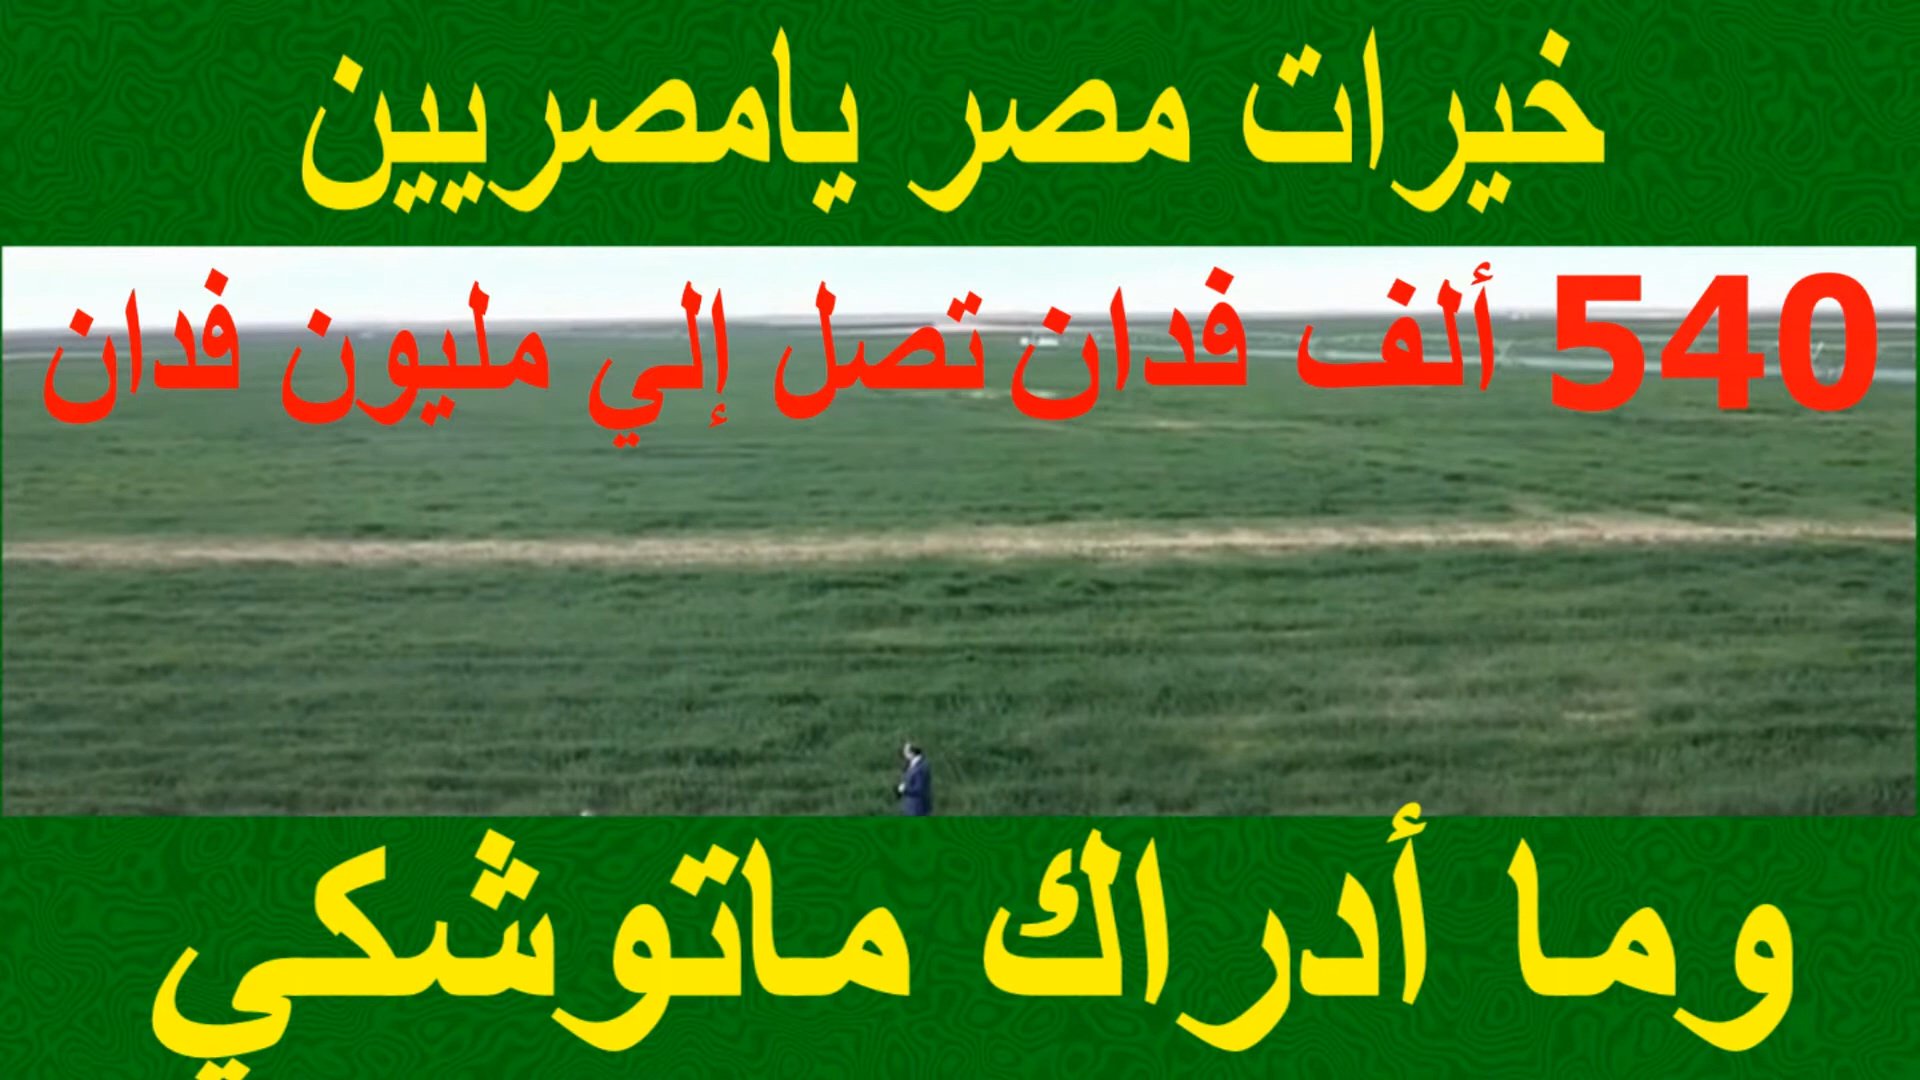 خيرات مصر يامصريين
540 ألف فدان تصل إلي مليون فدان
وما أدراك ماتوشكي